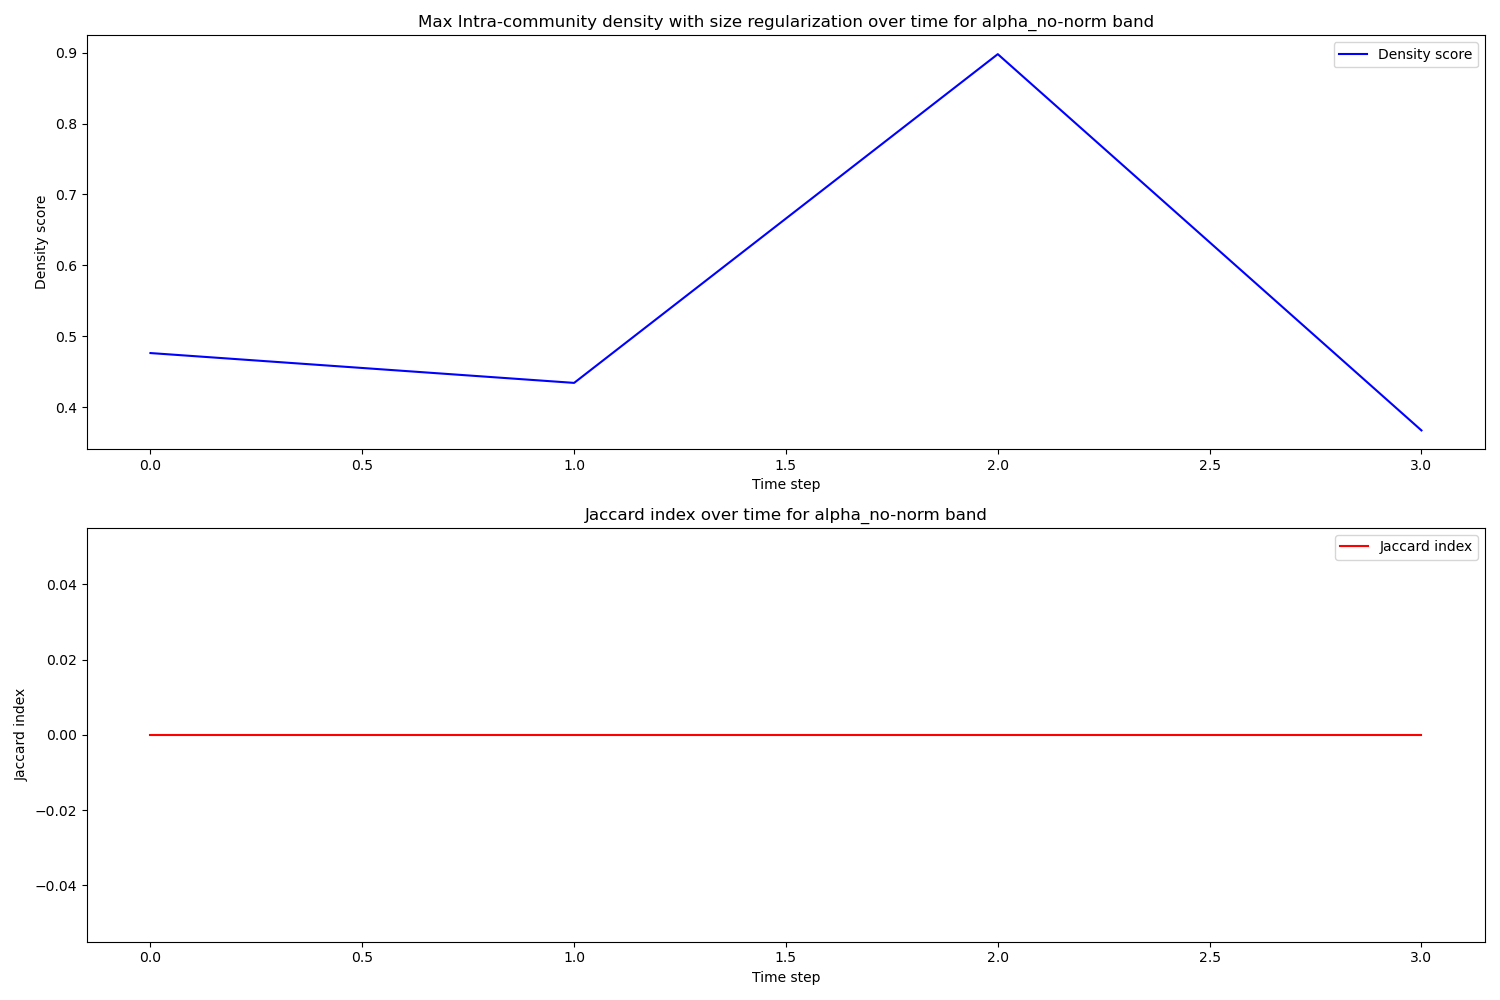 Max Intra-community density with size regularization over time for alpha_no-norm band
Density score
0.9
0.8
0.7
0.6
0.5
0.4
Density score
0.0 0.5 1.0 1.5 2.0 2.5 3.0
Time step
Jaccard index over time for alpha_no-norm band
Jaccard index
0.04
0.02
0.00
−0.02
−0.04
Jaccard index
0.0 0.5 1.0 1.5 2.0 2.5 3.0
Time step